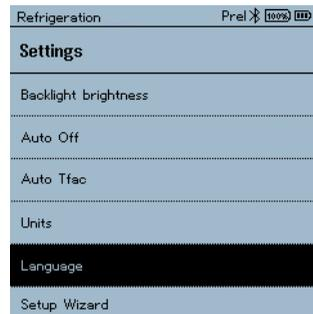 Refrigeration Prel 100%
Settings
Backlight brightness
Auto Off
Auto Tfac
Units
Language
Setup Wizard